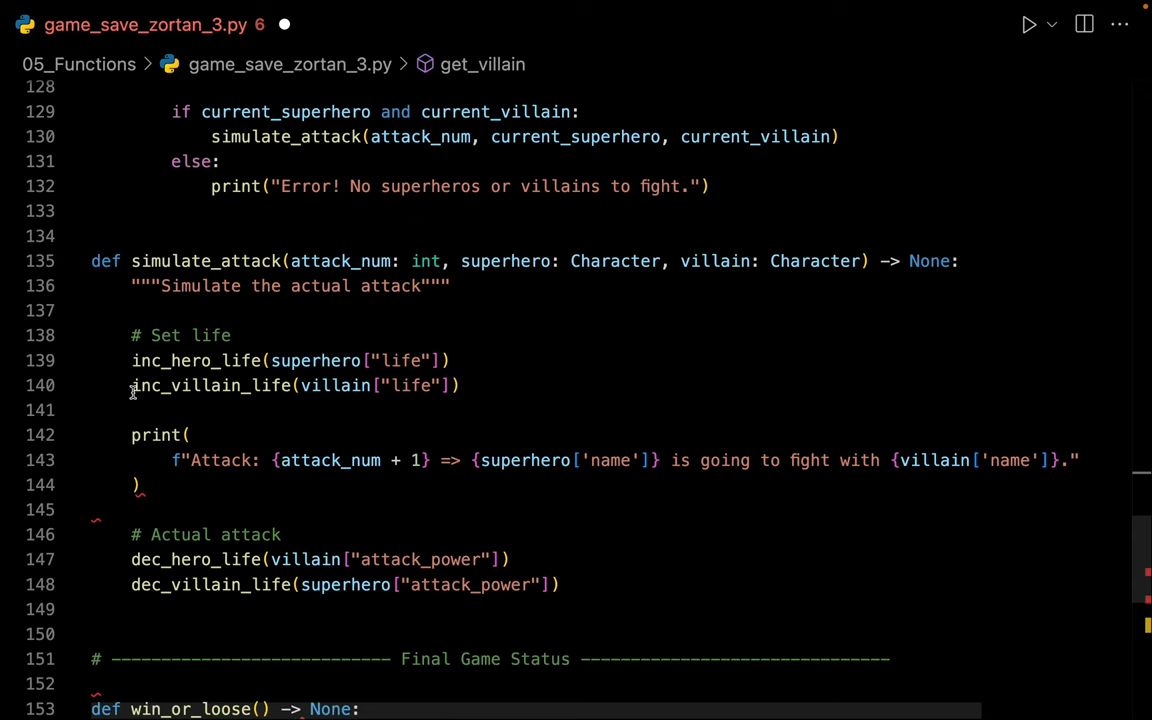 game_save_zortan_3.py 6
05_Functions > game_save_zortan_3.py > get_villain
128
129 if current_superhero and current_villain:
130 simulate_attack(attack_num, current_superhero, current_villain)
131 else:
132 print("Error! No superheros or villains to fight.")
133
134
135 def simulate_attack(attack_num: int, superhero: Character, villain: Character) -> None:
136 """Simulate the actual attack"""
137
138 # Set life
139 inc_hero_life(superhero["life"])
140 inc_villain_life(villain["life"])
141
142 print(
143 f"Attack: {attack_num + 1} => {superhero['name']} is going to fight with {villain['name']}."
144 )
145
146 # Actual attack
147 dec_hero_life(villain["attack_power"])
148 dec_villain_life(superhero["attack_power"])
149
150
151 # ---------------------------- Final Game Status -------------------------------
152
153 def win_or_loose() -> None: